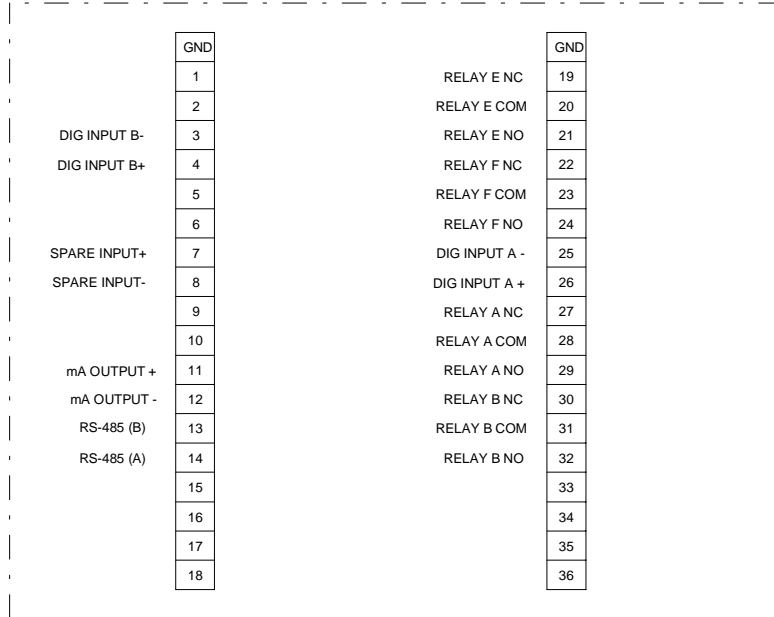 GND
1
2
DIG INPUT B- 3
DIG INPUT B+ 4
5
6
SPARE INPUT+ 7
SPARE INPUT- 8
9
10
mA OUTPUT + 11
mA OUTPUT - 12
RS-485 (B) 13
RS-485 (A) 14
15
16
17
18
GND
RELAY E NC 19
RELAY E COM 20
RELAY E NO 21
RELAY F NC 22
RELAY F COM 23
RELAY F NO 24
DIG INPUT A - 25
DIG INPUT A + 26
RELAY A NC 27
RELAY A COM 28
RELAY A NO 29
RELAY B NC 30
RELAY B COM 31
RELAY B NO 32
33
34
35
36